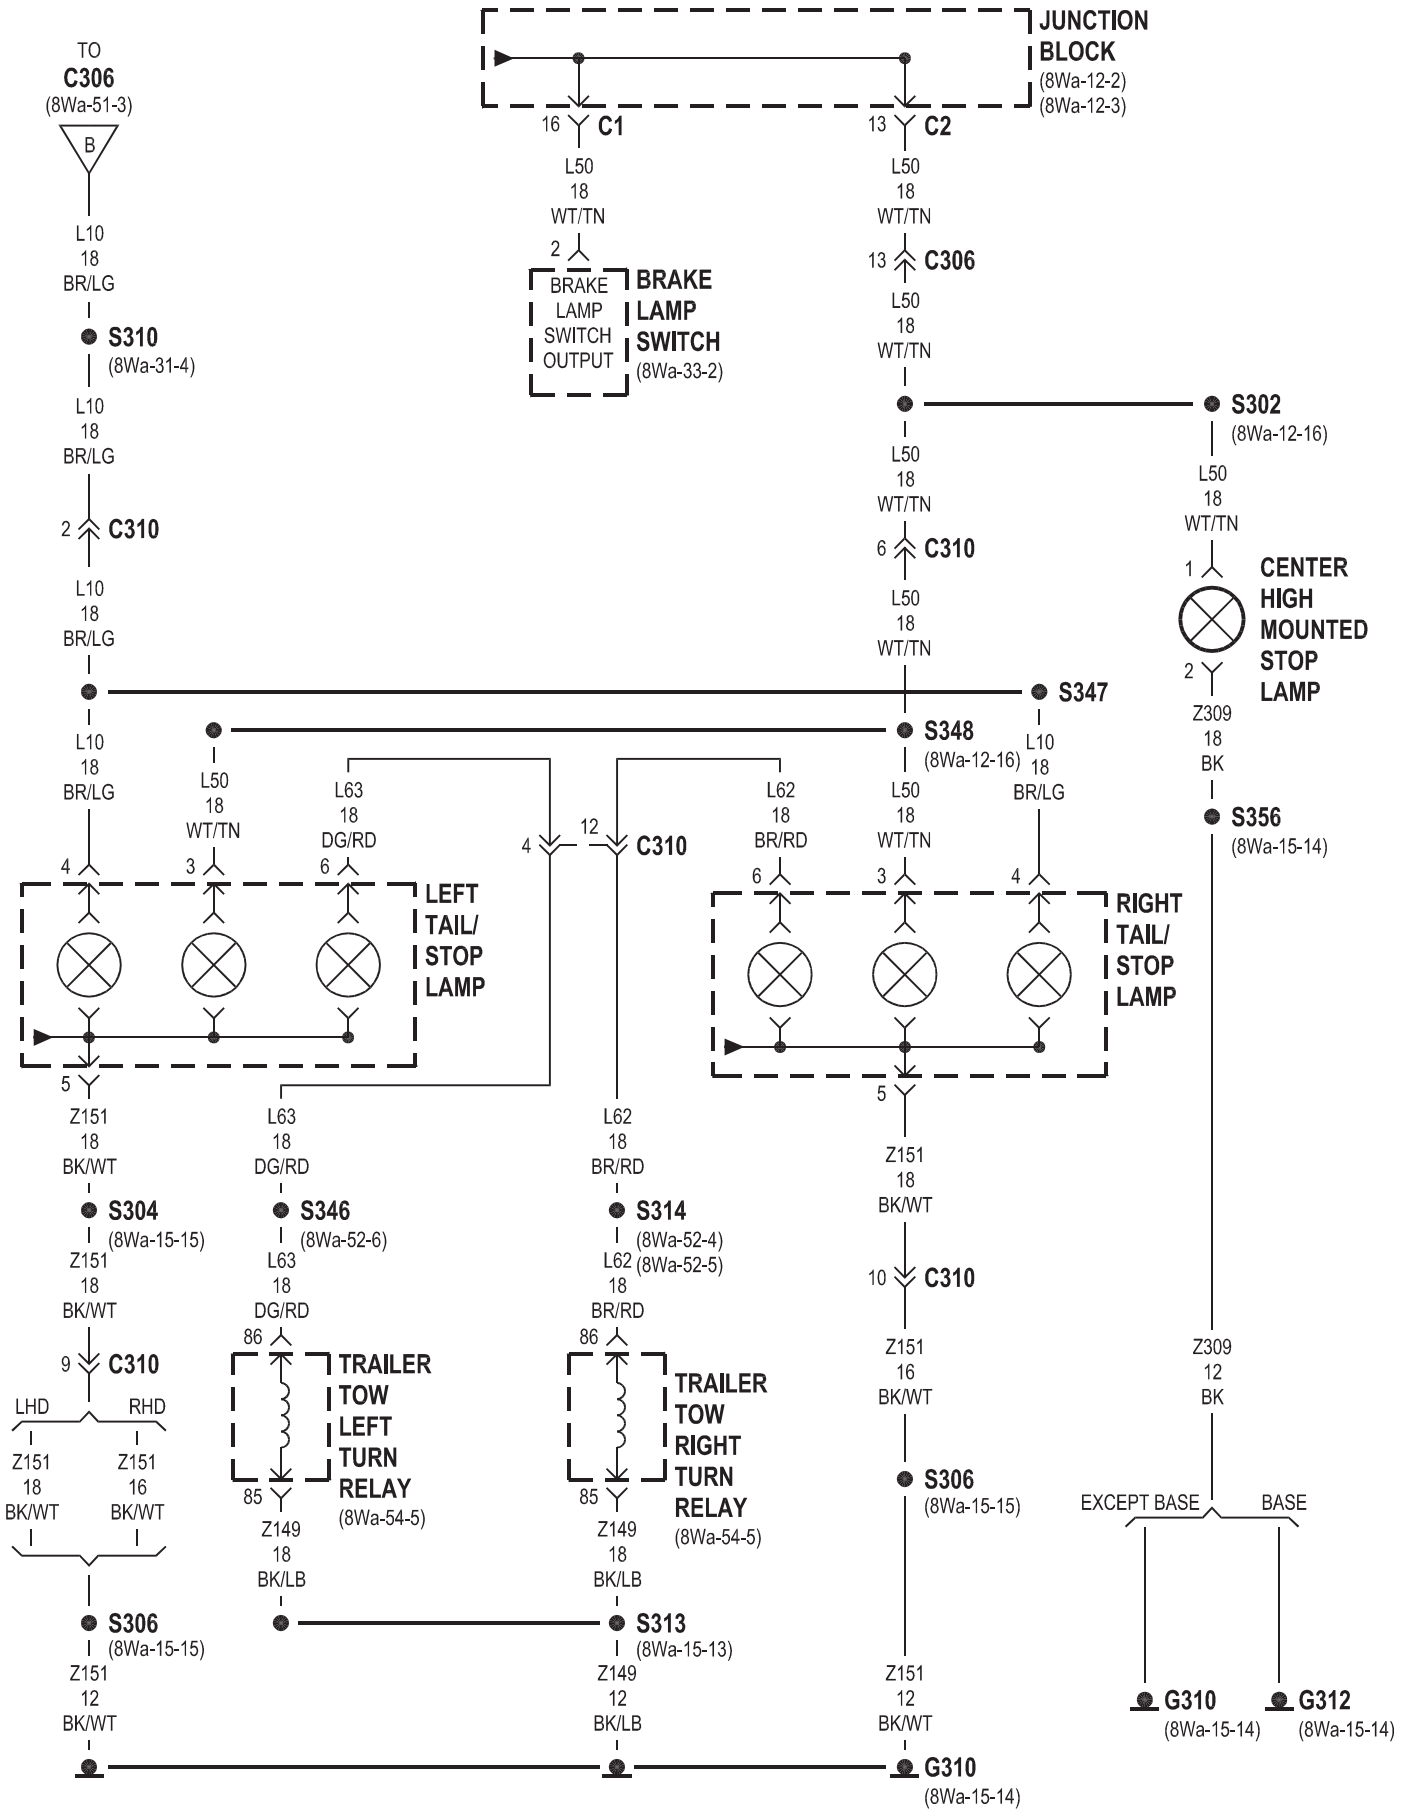 TO
C306
(8Wa-51-3)
B
L10
18
BR/LG
S310
(8Wa-31-4)
L10
18
BR/LG
2
C310
L10
18
BR/LG
JUNCTION
BLOCK
(8Wa-12-2)
(8Wa-12-3)
16
C1
L50
18
WT/TN
2
BRAKE
LAMP
SWITCH
OUTPUT
BRAKE
LAMP
SWITCH
(8Wa-33-2)
13
C2
L50
18
WT/TN
13
C306
L50
18
WT/TN
S302
(8Wa-12-16)
L50
18
WT/TN
6
C310
L50
18
WT/TN
L50
18
WT/TN
1
CENTER
HIGH
MOUNTED
STOP
LAMP
2
Z309
18
BK
S356
(8Wa-15-14)
S347
S348
(8Wa-12-16)
L10
18
BR/LG
L50
18
WT/TN
L63
18
DG/RD
4
12
C310
L62
18
BR/RD
L50
18
WT/TN
L10
18
BR/LG
4
3
6
LEFT
TAIL/
STOP
LAMP
6
3
4
RIGHT
TAIL/
STOP
LAMP
5
Z151
18
BK/WT
S304
(8Wa-15-15)
Z151
18
BK/WT
9
C310
LHD
RHD
Z151
18
BK/WT
Z151
16
BK/WT
S306
(8Wa-15-15)
Z151
12
BK/WT
L63
18
DG/RD
S346
(8Wa-52-6)
L63
18
DG/RD
86
TRAILER
TOW
LEFT
TURN
RELAY
(8Wa-54-5)
85
Z149
18
BK/LB
L62
18
BR/RD
S314
(8Wa-52-4)
(8Wa-52-5)
L62
18
BR/RD
86
TRAILER
TOW
RIGHT
TURN
RELAY
(8Wa-54-5)
85
Z149
18
BK/LB
S313
(8Wa-15-13)
Z149
12
BK/LB
5
Z151
18
BK/WT
10
C310
Z151
16
BK/WT
S306
(8Wa-15-15)
Z151
12
BK/WT
G310
(8Wa-15-14)
Z309
12
BK
EXCEPT BASE
BASE
G310
(8Wa-15-14)
G312
(8Wa-15-14)